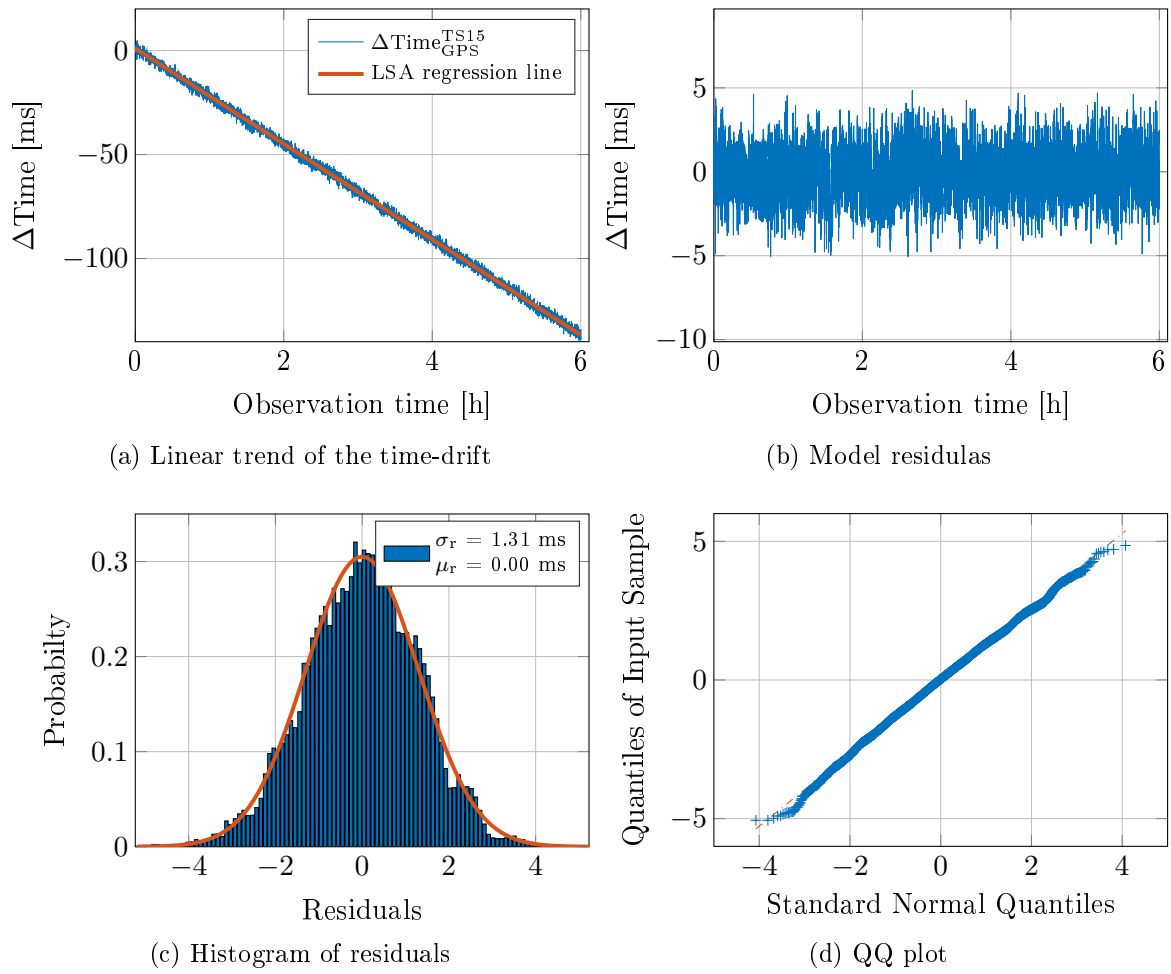 0
−50
−100
ΔTime [ms]
ΔTime^TS15_GPS
LSA regression line
0
2
4
6
Observation time [h]
(a) Linear trend of the time-drift
5
0
−5
−10
ΔTime [ms]
0
2
4
6
Observation time [h]
(b) Model residulas
0.3
0.2
0.1
0
Probabilty
σ_r = 1.31 ms
μ_r = 0.00 ms
−4
−2
0
2
4
Residuals
(c) Histogram of residuals
5
0
−5
Quantiles of Input Sample
−4
−2
0
2
4
Standard Normal Quantiles
(d) QQ plot